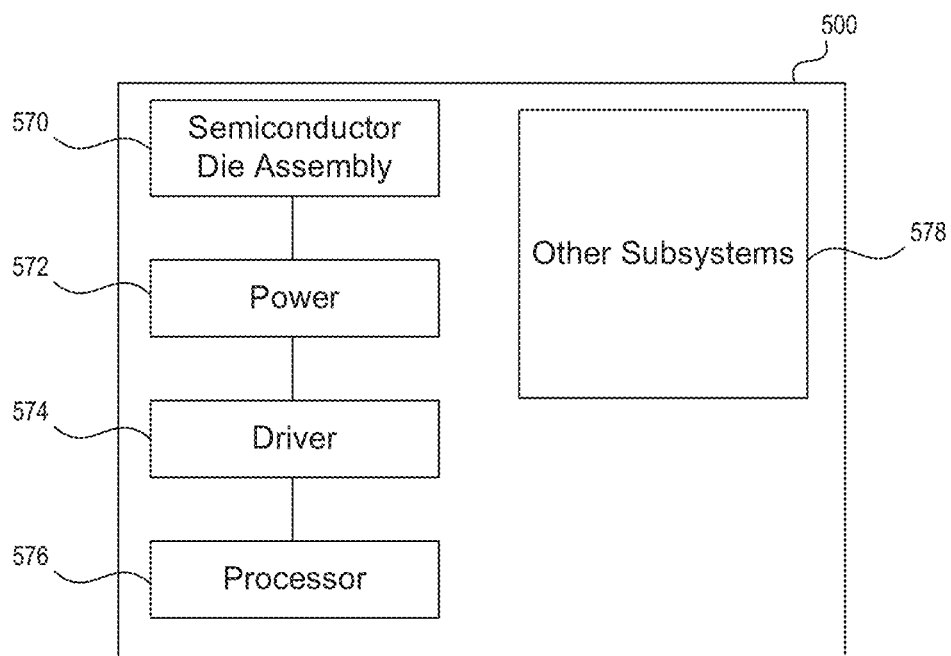 500
570
Semiconductor
Die Assembly
Other Subsystems
578
572
Power
574
Driver
576
Processor